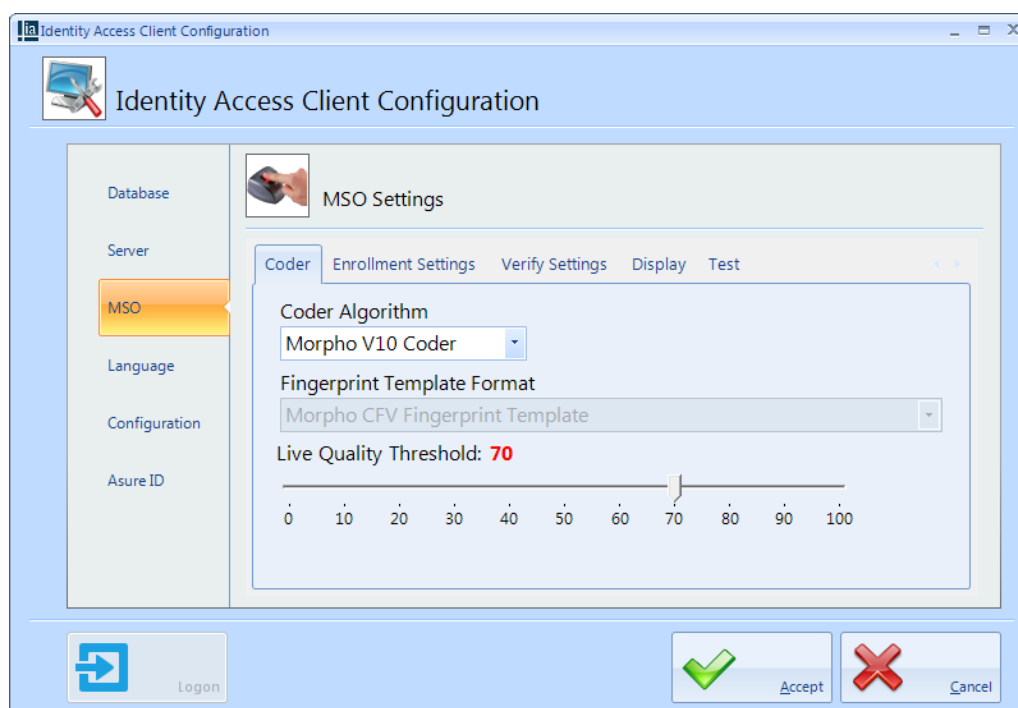 ia Identity Access Client Configuration
Identity Access Client Configuration
Database
Server
MSO
Language
Configuration
Asure ID
MSO Settings
Coder Enrollment Settings Verify Settings Display Test
Coder Algorithm
Morpho V10 Coder
Fingerprint Template Format
Morpho CFV Fingerprint Template
Live Quality Threshold: 70
0 10 20 30 40 50 60 70 80 90 100
Logon
Accept
Cancel